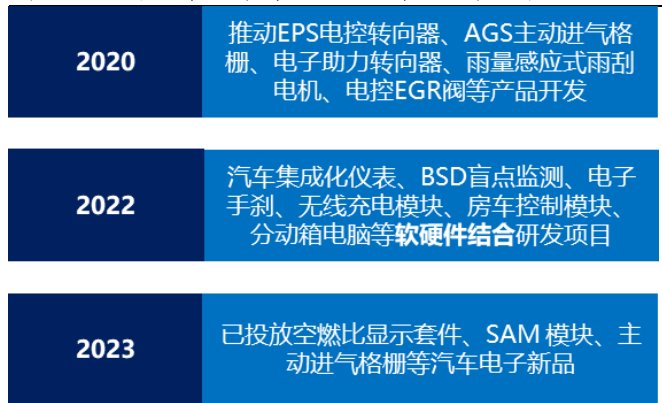 2020
推动EPS电控转向器、AGS主动进气格
栅、电子助力转向器、雨量感应式雨刮
电机、电控EGR阀等产品开发
2022
汽车集成化仪表、BSD盲点监测、电子
手刹、无线充电模块、房车控制模块、
分动箱电脑等软硬件结合研发项目
2023
已投放空燃比显示套件、SAM 模块、主
动进气格栅等汽车电子新品